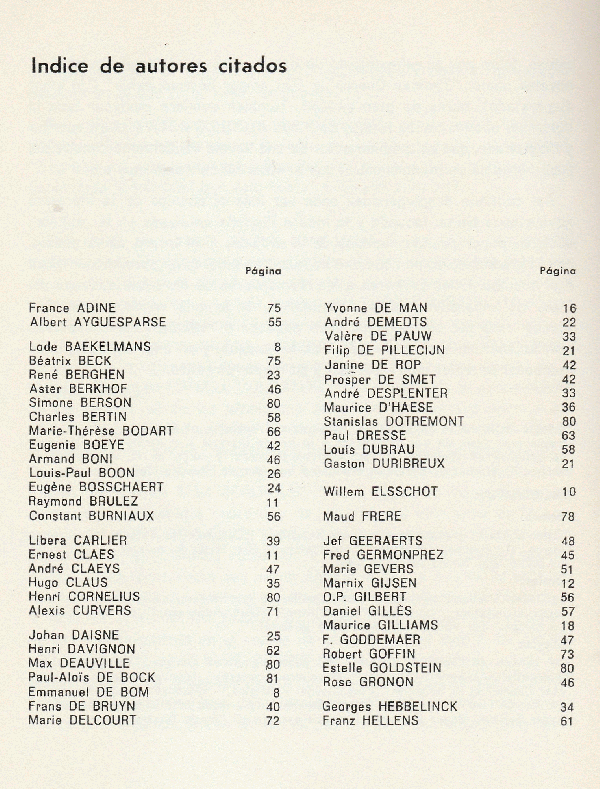 Indice de autores citados
Página
France ADINE 75
Albert AYGUESPARSE 55
Lode BAEKELMANS 8
Béatrix BECK 75
René BERGHEN 23
Aster BERKHOF 46
Simone BERSON 80
Charles BERTIN 58
Marie-Thérèse BODART 66
Eugenie BOEYE 42
Armand BONI 46
Louis-Paul BOON 26
Eugène BOSSCHAERT 24
Raymond BRULEZ 11
Constant BURNIAUX 56
Libera CARLIER 39
Ernest CLAES 11
André CLAEYS 47
Hugo CLAUS 35
Henri CORNELIUS 80
Alexis CURVERS 71
Johan DAISNE 25
Henri DAVIGNON 62
Max DEAUVILLE 80
Paul-Aloïs DE BOCK 81
Emmanuel DE BOM 8
Frans DE BRUYN 40
Marie DELCOURT 72
Página
Yvonne DE MAN 16
André DEMEDTS 22
Valère DE PAUW 33
Filip DE PILLECIJN 21
Janine DE ROP 42
Prosper DE SMET 42
André DESPLENTER 33
Maurice D'HAESE 36
Stanislas DOTREMONT 80
Paul DRESSE 63
Louis DUBRAU 58
Gaston DURIBREUX 21
Willem ELSSCHOT 10
Maud FRERE 78
Jef GEERAERTS 48
Fred GERMONPREZ 45
Marie GEVERS 51
Marnix GIJSEN 12
O.P. GILBERT 56
Daniel GILLÈS 57
Maurice GILLIAMS 18
F. GODDEMAER 47
Robert GOFFIN 73
Estelle GOLDSTEIN 80
Rose GRONON 46
Georges HEBBELINCK 34
Franz HELLENS 61